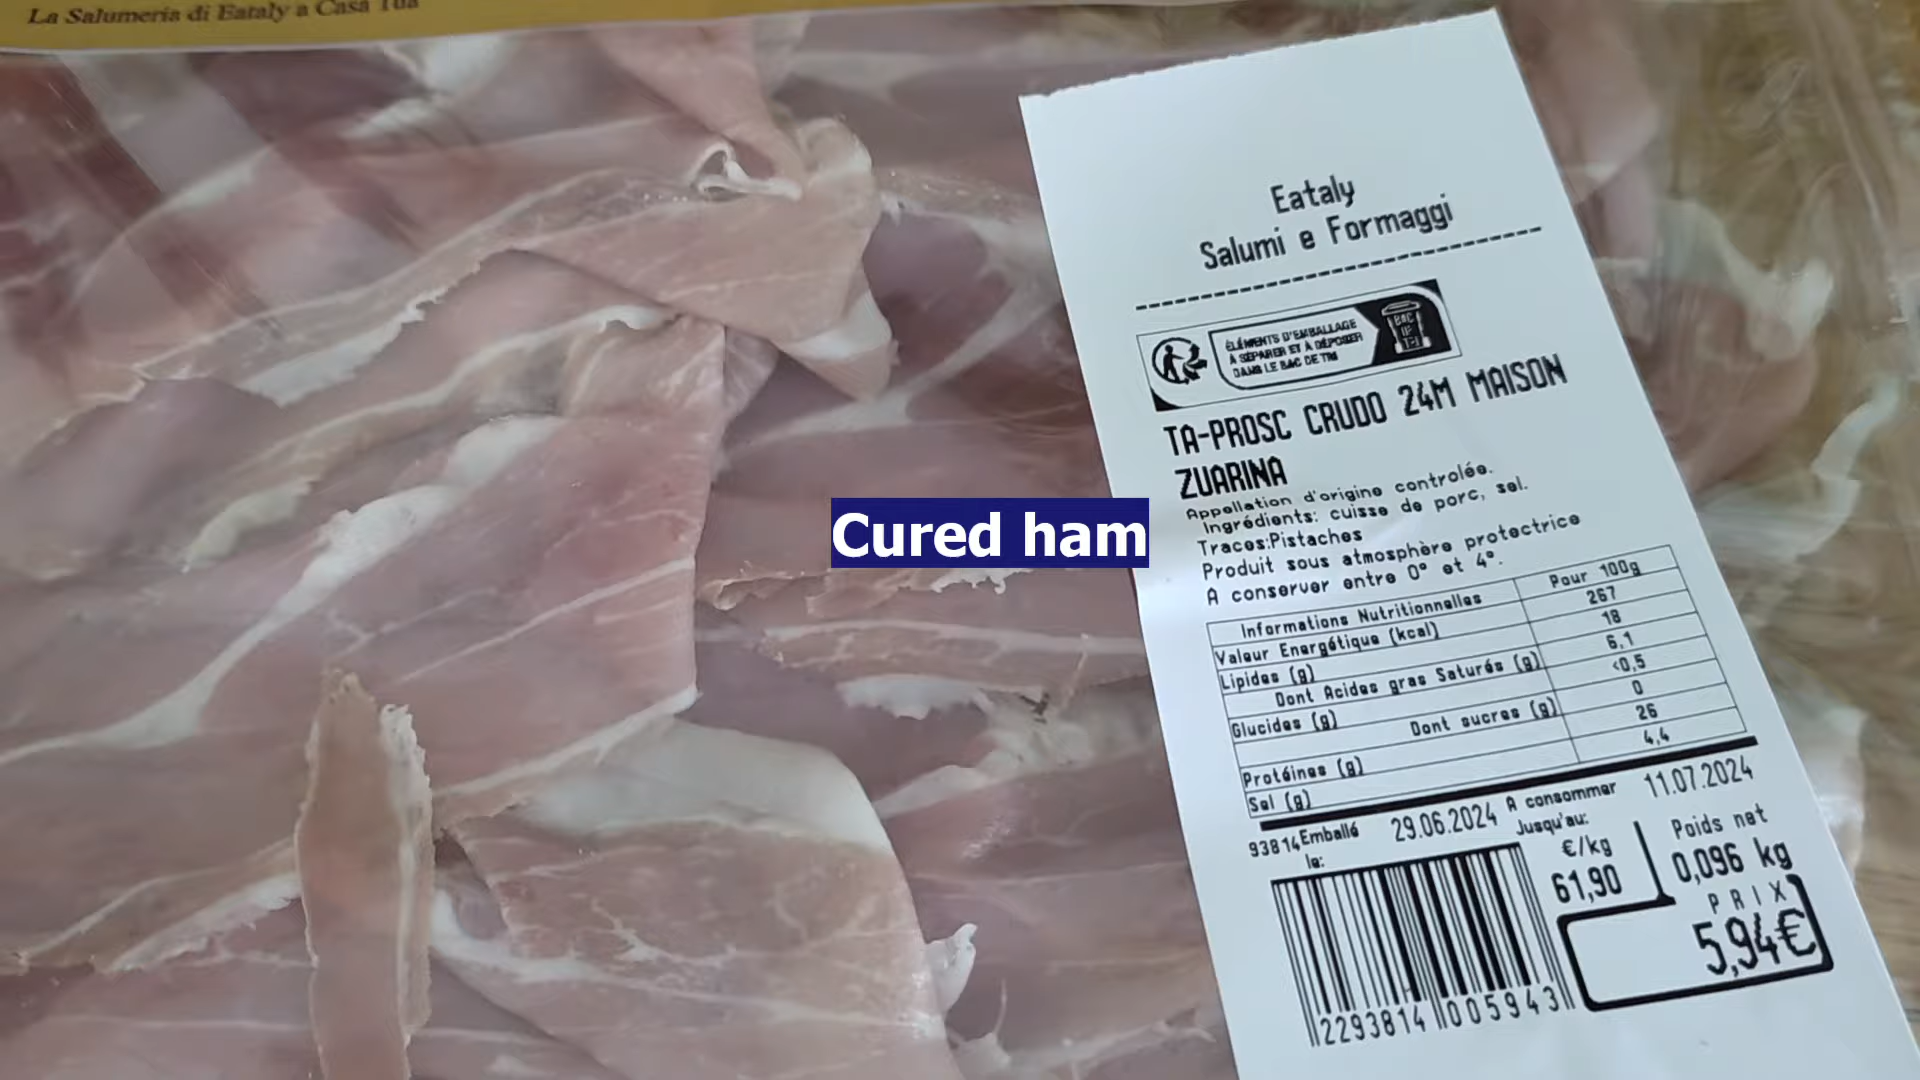 La Salumeria di Eataly a Casa Tua
Eataly
Salumi e Formaggi
ÉLÉMENTS D'EMBALLAGE
À SÉPARER ET À DÉPOSER
DANS LE BAC DE TRI
BAC
DE
TRI
TA-PROSC CRUDO 24M MAISON
ZUARINA
Appellation d'origine controlée.
Ingrédients: cuisse de porc, sel.
Traces:Pistaches
Produit sous atmosphère protectrice
A conserver entre 0° et 4°.
Cured ham
Informations Nutritionnelles Pour 100g
Valeur Energétique (kcal) 267
Lipides (g) 18
Dont Acides gras Saturés (g) 6,1
Glucides (g) <0,5
Dont sucres (g) 0
Protéines (g) 26
Sel (g) 4,4
93814 Emballé le: 29.06.2024 A consommer Jusqu'au: 11.07.2024
€/kg Poids net
61,90 0,096 kg
PRIX
5,94€
2293814 005943